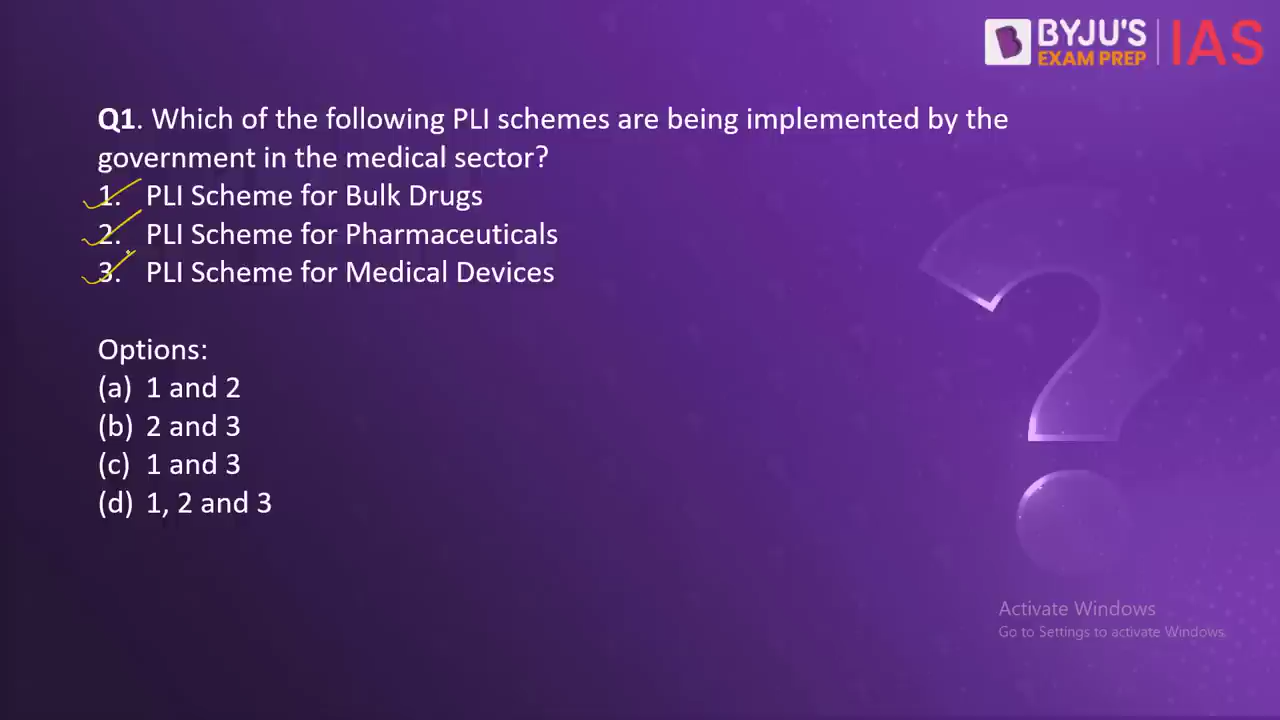 BYJU'S IAS
EXAM PREP
Q1. Which of the following PLI schemes are being implemented by the
government in the medical sector?
1. PLI Scheme for Bulk Drugs
2. PLI Scheme for Pharmaceuticals
3. PLI Scheme for Medical Devices
Options:
(a) 1 and 2
(b) 2 and 3
(c) 1 and 3
(d) 1, 2 and 3
Activate Windows
Go to Settings to activate Windows.